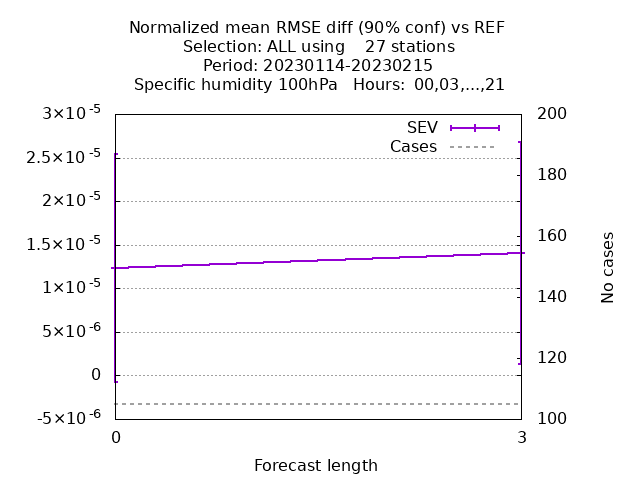 Normalized mean RMSE diff (90% conf) vs REF
Selection: ALL using    27 stations
Period: 20230114-20230215
Specific humidity 100hPa   Hours: 00,03,...,21
3×10⁻⁵
2.5×10⁻⁵
2×10⁻⁵
1.5×10⁻⁵
1×10⁻⁵
5×10⁻⁶
0
-5×10⁻⁶
SEV
Cases
200
180
160
140
120
100
No cases
0
3
Forecast length